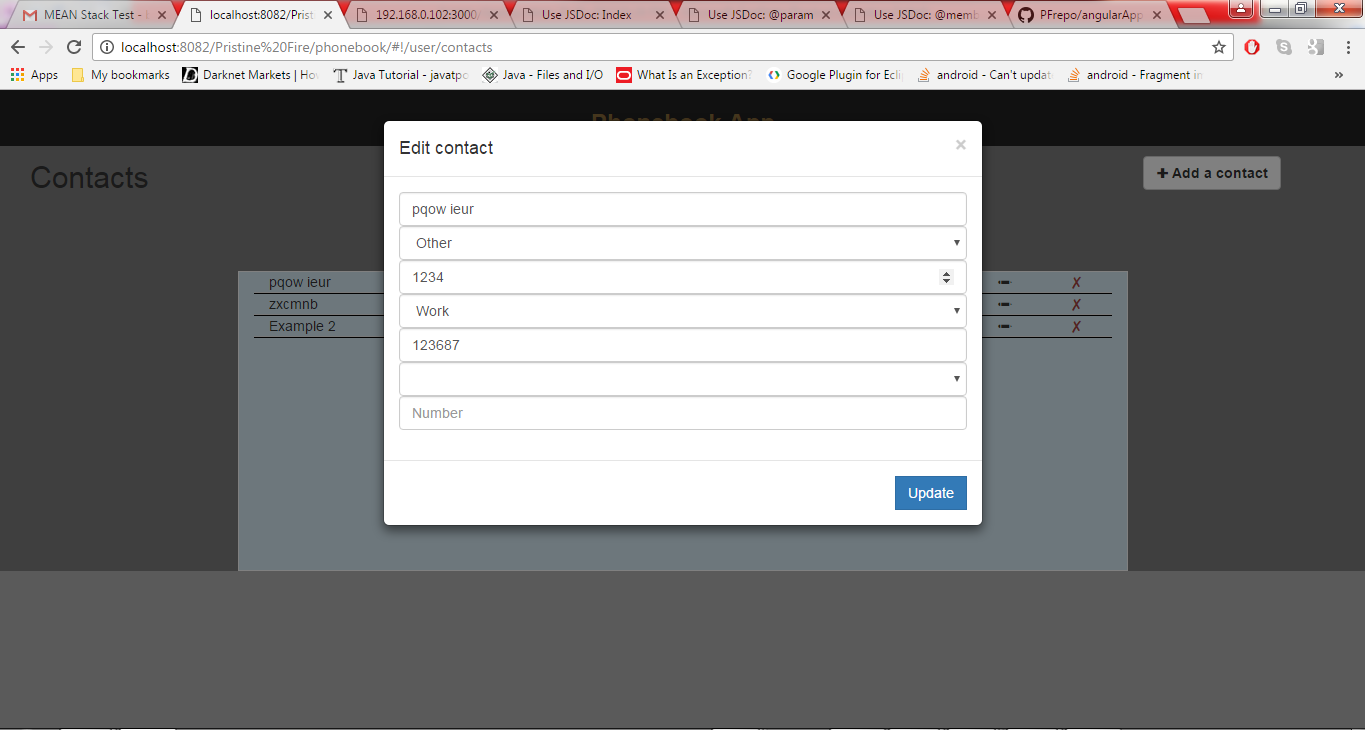 MEAN Stack Test -
localhost:8082/Prist
192.168.0.102:3000/
Use JSDoc: Index
Use JSDoc: @param
Use JSDoc: @memb
PFrepo/angularApp
localhost:8082/Pristine%20Fire/phonebook/#!/user/contacts
Apps
My bookmarks
Darknet Markets | Ho
Java Tutorial - javatpo
Java - Files and I/O
What Is an Exception?
Google Plugin for Ecli
android - Can't updat
android - Fragment in
Phonebook App
Contacts
+ Add a contact
Edit contact ×
pqow ieur
Other
1234
Work
123687
Number
Update
pqow ieur ✗
zxcmnb ✗
Example 2 ✗